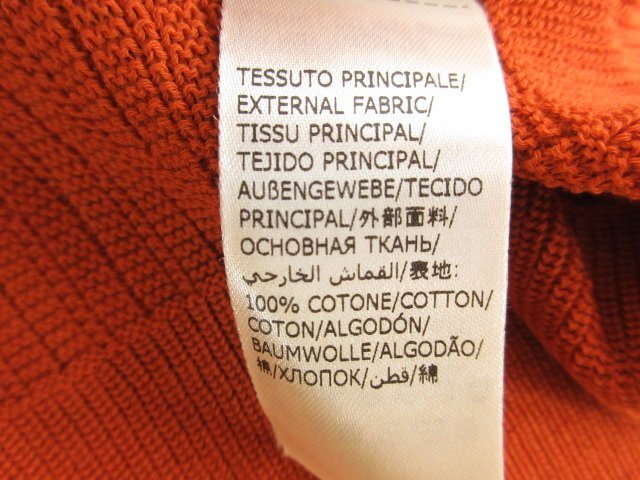 TESSUTO PRINCIPALE/
EXTERNAL FABRIC/
TISSU PRINCIPAL/
TEJIDO PRINCIPAL/
AUßENGEWEBE/TECIDO
PRINCIPAL/外部面料/
ОСНОВНАЯ ТКАНЬ/
القماش الخارجي/表地:
100% COTONE/COTTON/
COTON/ALGODÓN/
BAUMWOLLE/ALGODÃO/
棉/ХЛОПОК/قطن/綿